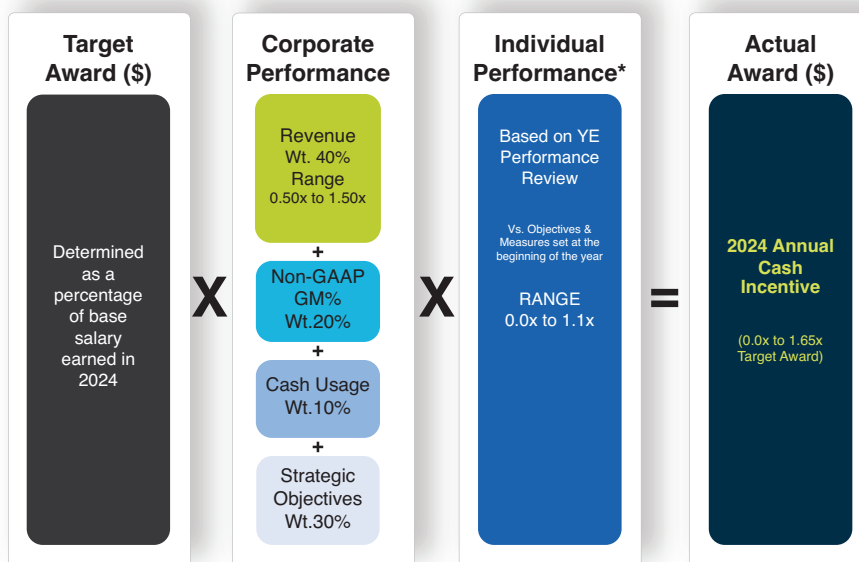 Target
Award ($)
Determined
as a
percentage
of base
salary
earned in
2024
X
Corporate
Performance
Revenue
Wt. 40%
Range
0.50x to 1.50x
+
Non-GAAP
GM%
Wt.20%
+
Cash Usage
Wt.10%
+
Strategic
Objectives
Wt.30%
X
Individual
Performance*
Based on YE
Performance
Review
Vs. Objectives &
Measures set at the
beginning of the year
RANGE
0.0x to 1.1x
=
Actual
Award ($)
2024 Annual
Cash
Incentive
(0.0x to 1.65x
Target Award)